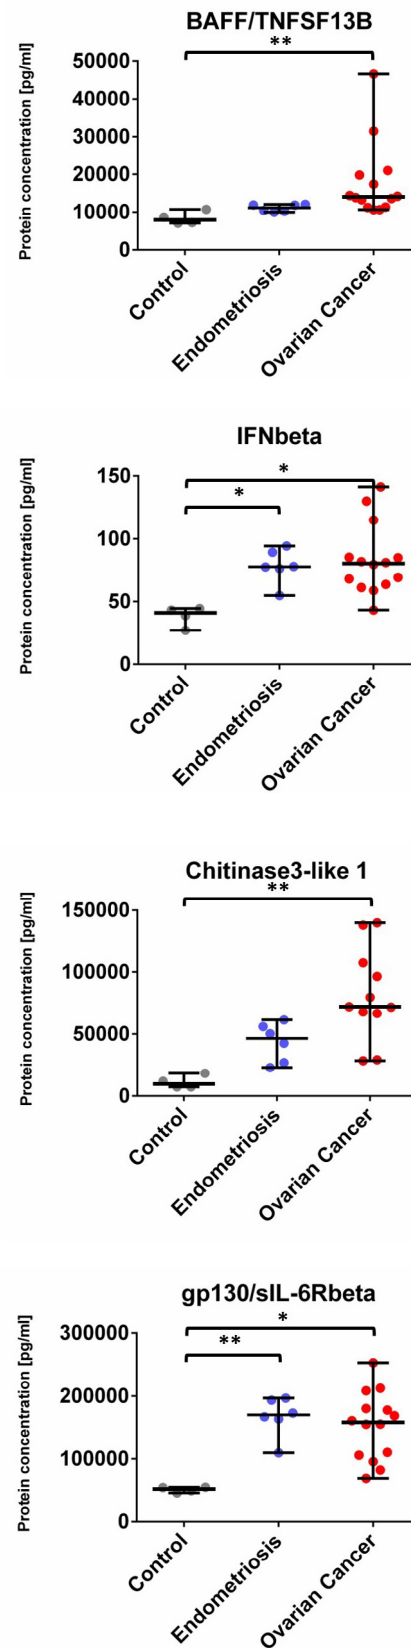 BAFF/TNFSF13B
**
Protein concentration [pg/ml]
50000
40000
30000
20000
10000
0
Control
Endometriosis
Ovarian Cancer
IFNbeta
*
*
Protein concentration [pg/ml]
150
100
50
0
Control
Endometriosis
Ovarian Cancer
Chitinase3-like 1
**
Protein concentration [pg/ml]
150000
100000
50000
0
Control
Endometriosis
Ovarian Cancer
gp130/sIL-6Rbeta
*
**
Protein concentration [pg/ml]
300000
200000
100000
0
Control
Endometriosis
Ovarian Cancer